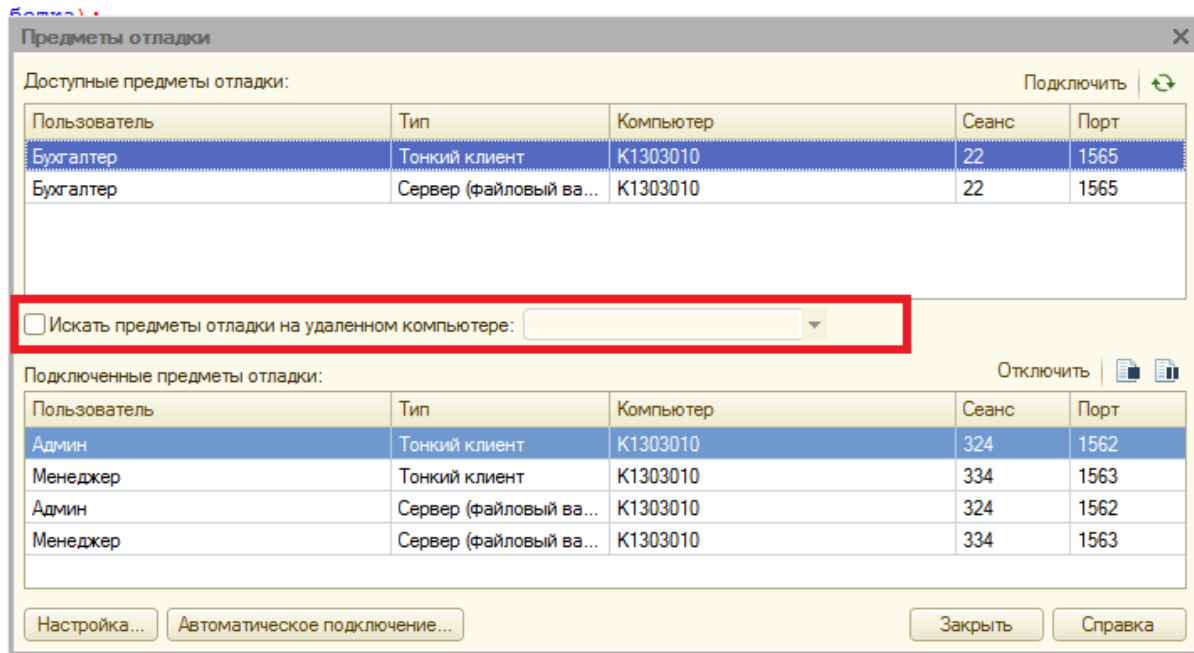 Предметы отладки
Доступные предметы отладки: Подключить
Пользователь Тип Компьютер Сеанс Порт
Бухгалтер Тонкий клиент K1303010 22 1565
Бухгалтер Сервер (файловый ва... K1303010 22 1565
Искать предметы отладки на удаленном компьютере:
Подключенные предметы отладки: Отключить
Пользователь Тип Компьютер Сеанс Порт
Админ Тонкий клиент K1303010 324 1562
Менеджер Тонкий клиент K1303010 334 1563
Админ Сервер (файловый ва... K1303010 324 1562
Менеджер Сервер (файловый ва... K1303010 334 1563
Настройка... Автоматическое подключение... Закрыть Справка